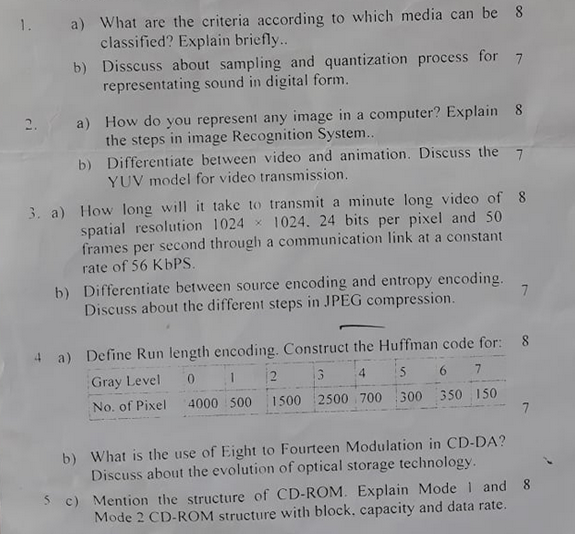 1. a) What are the criteria according to which media can be 8
classified? Explain briefly..
b) Disscuss about sampling and quantization process for 7
representating sound in digital form.
2. a) How do you represent any image in a computer? Explain 8
the steps in image Recognition System..
b) Differentiate between video and animation. Discuss the 7
YUV model for video transmission.
3. a) How long will it take to transmit a minute long video of 8
spatial resolution 1024 × 1024. 24 bits per pixel and 50
frames per second through a communication link at a constant
rate of 56 KbPS.
b) Differentiate between source encoding and entropy encoding. 7
Discuss about the different steps in JPEG compression.
4 a) Define Run length encoding. Construct the Huffman code for: 8
Gray Level 0 1 2 3 4 5 6 7
No. of Pixel 4000 500 1500 2500 700 300 350 150
7
b) What is the use of Eight to Fourteen Modulation in CD-DA?
Discuss about the evolution of optical storage technology.
5 c) Mention the structure of CD-ROM. Explain Mode 1 and 8
Mode 2 CD-ROM structure with block, capacity and data rate.